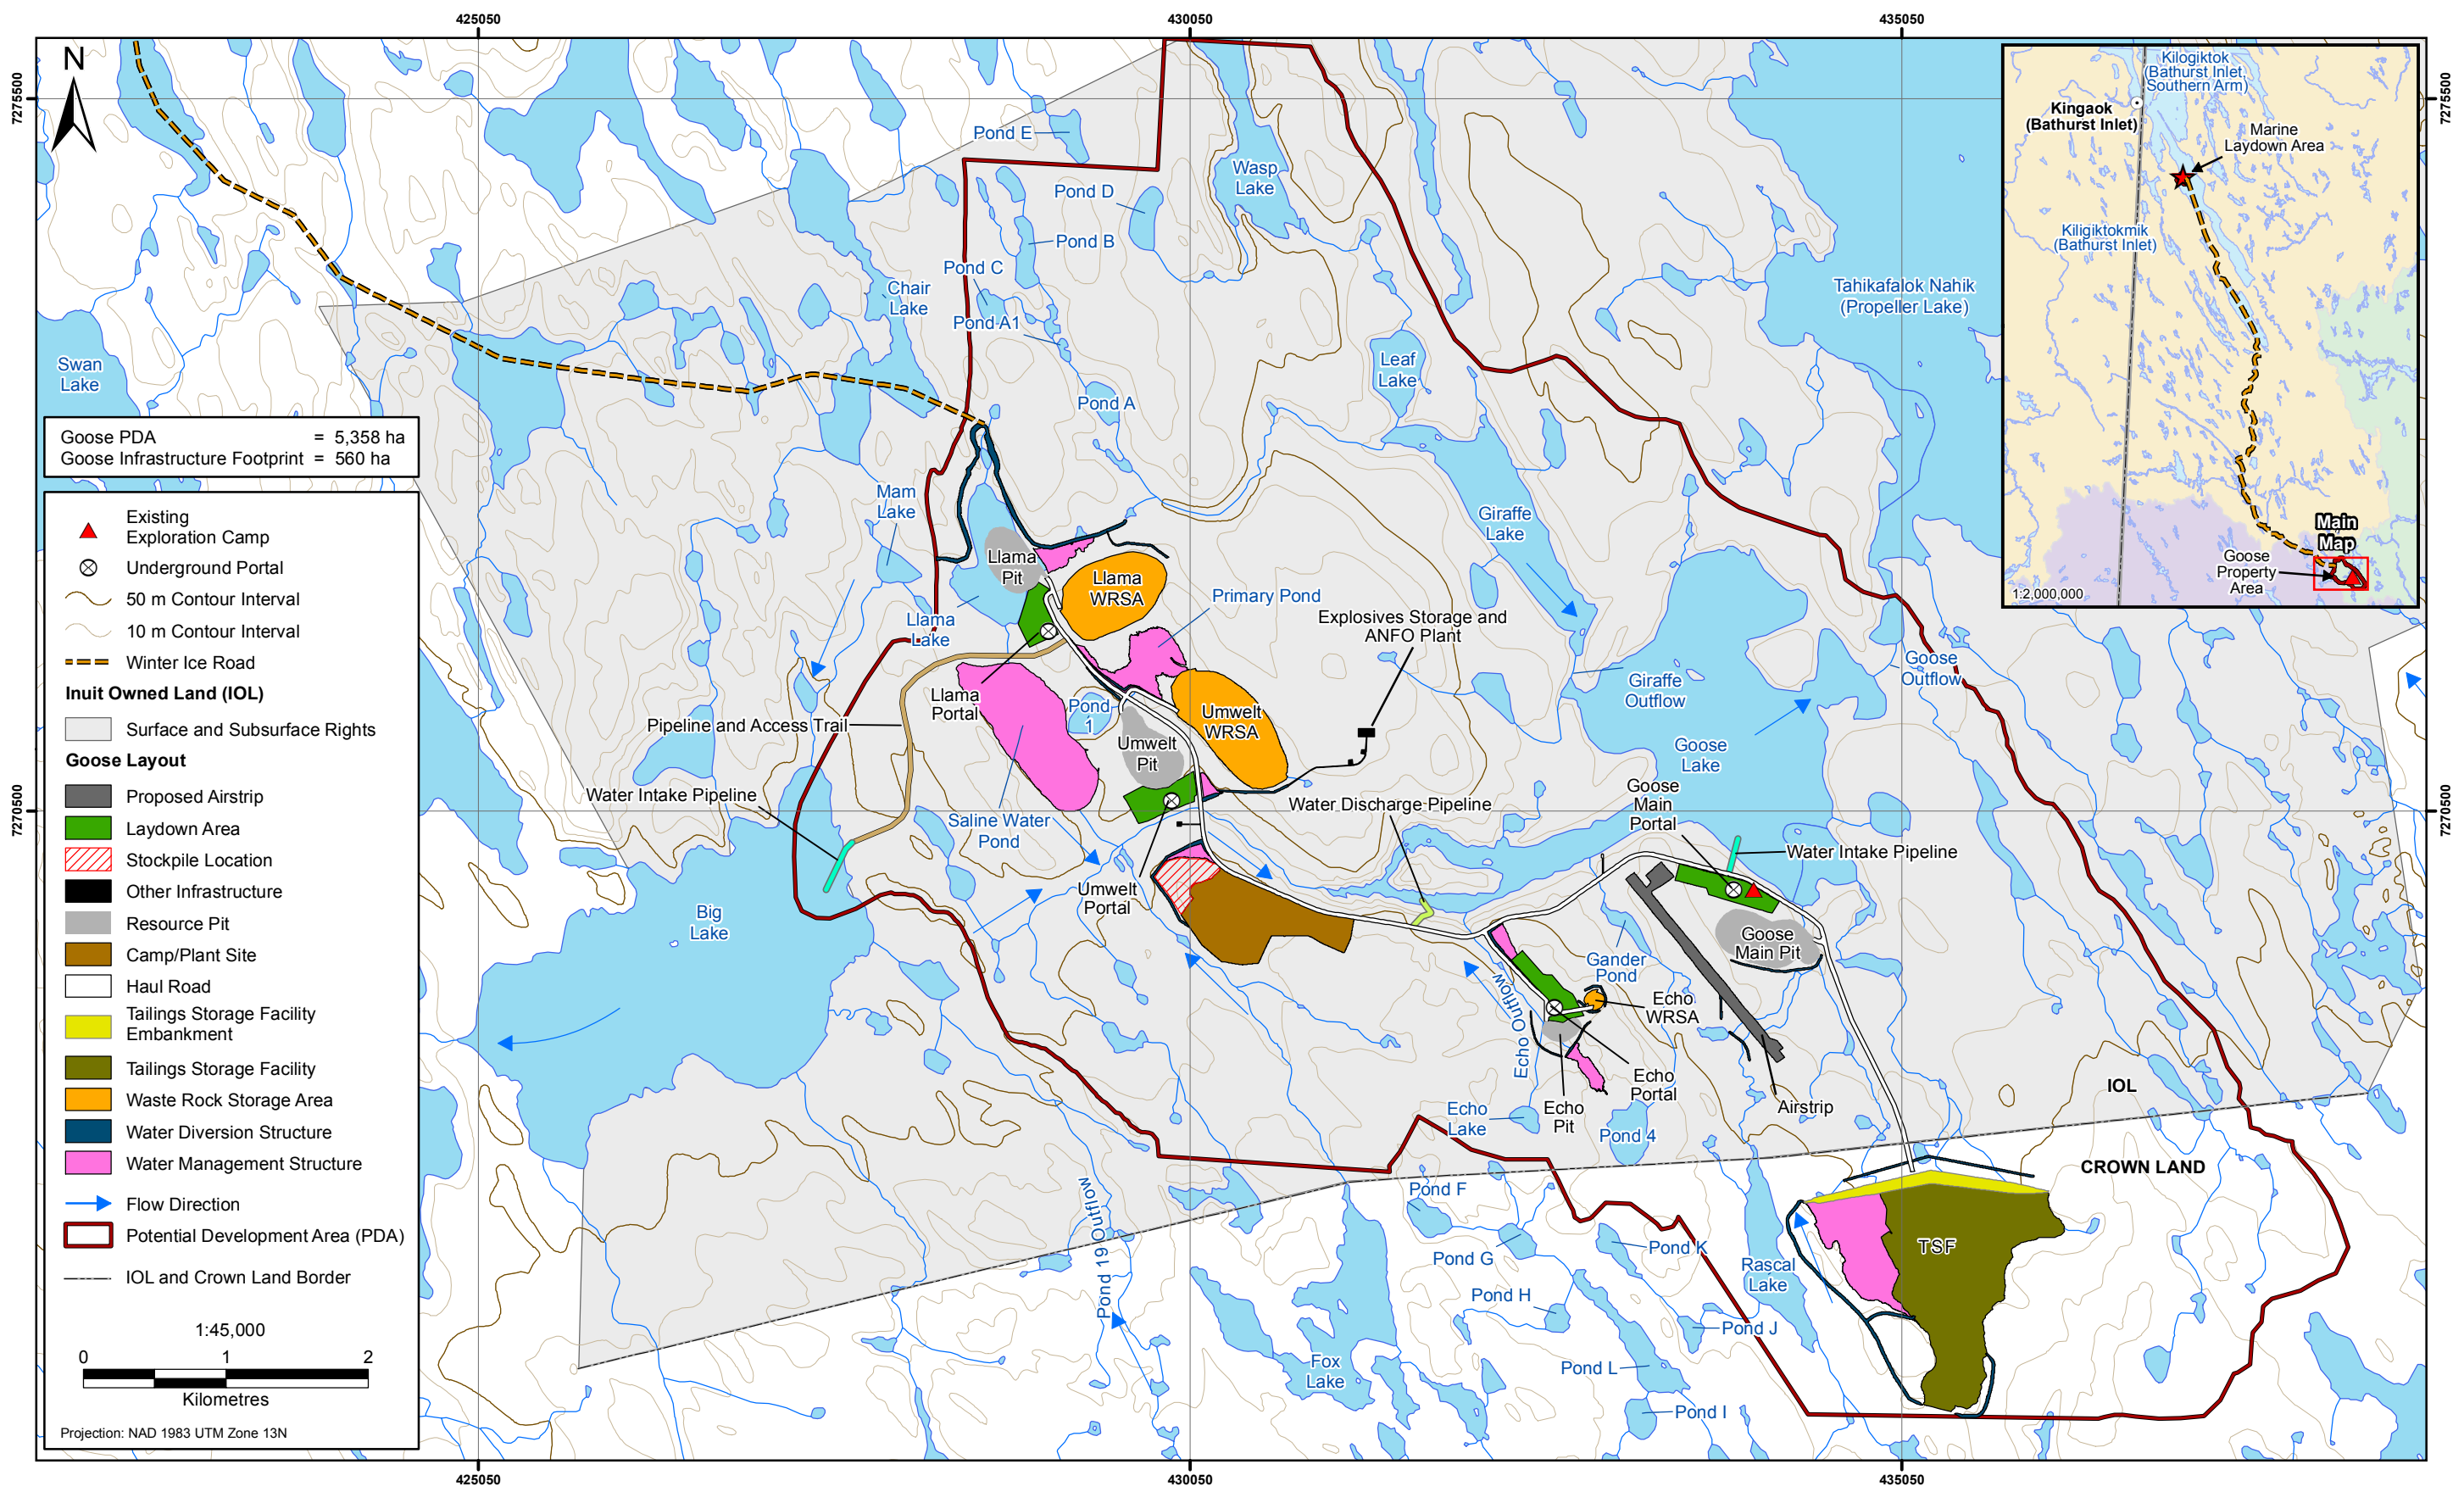 425050
430050
435050
7275500
7275500
N
Kilogiktok
(Bathurst Inlet,
Southern Arm)
Kingaok
(Bathurst Inlet)
Marine
Laydown Area
Kiligiktokmik
(Bathurst Inlet)
Main
Map
Goose
Property
Area
1:2,000,000
Pond E
Wasp
Lake
Pond D
Pond B
Pond C
Chair
Lake
Pond A1
Tahikafalok Nahik
(Propeller Lake)
Swan
Lake
Leaf
Lake
Pond A
Goose PDA = 5,358 ha
Goose Infrastructure Footprint = 560 ha
Mam
Lake
Giraffe
Lake
Llama
Pit
Llama
WRSA
Primary Pond
Llama
Lake
Explosives Storage and
ANFO Plant
Goose
Outflow
Giraffe
Outflow
Llama
Portal
Pond
1
Umwelt
WRSA
Pipeline and Access Trail
Umwelt
Pit
Goose
Lake
Water Intake Pipeline
Goose
Main
Portal
Water Discharge Pipeline
7270500
7270500
Saline Water
Pond
Water Intake Pipeline
Umwelt
Portal
Big
Lake
Goose
Main Pit
Gander
Pond
Echo
WRSA
Echo Outflow
Echo
Portal
Echo
Pit
Airstrip
Echo
Lake
Pond 4
IOL
CROWN LAND
Pond F
Pond 19 Outflow
Pond G
Pond K
TSF
Rascal
Lake
Pond H
Pond J
Fox
Lake
Pond L
Pond I
Existing
Exploration Camp
Underground Portal
50 m Contour Interval
10 m Contour Interval
Winter Ice Road
Inuit Owned Land (IOL)
Surface and Subsurface Rights
Goose Layout
Proposed Airstrip
Laydown Area
Stockpile Location
Other Infrastructure
Resource Pit
Camp/Plant Site
Haul Road
Tailings Storage Facility
Embankment
Tailings Storage Facility
Waste Rock Storage Area
Water Diversion Structure
Water Management Structure
Flow Direction
Potential Development Area (PDA)
IOL and Crown Land Border
1:45,000
0 1 2
Kilometres
Projection: NAD 1983 UTM Zone 13N
425050
430050
435050